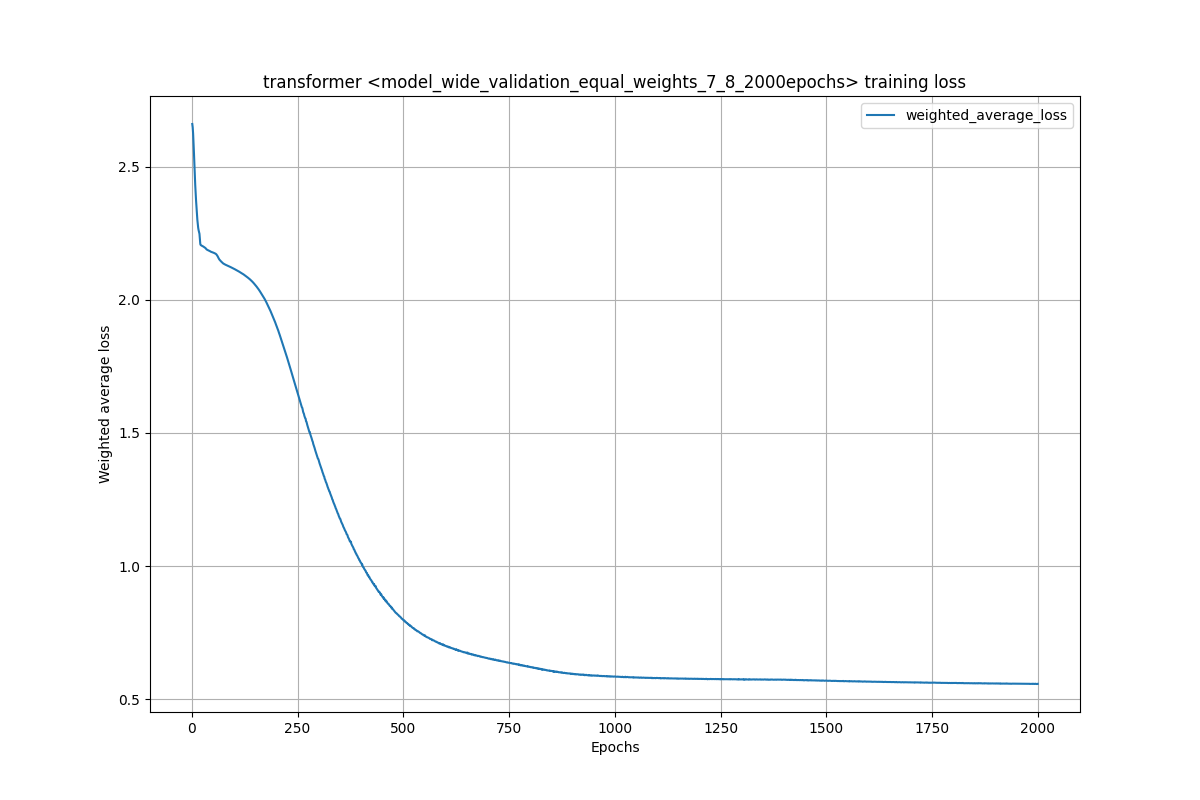 transformer <model_wide_validation_equal_weights_7_8_2000epochs> training loss
weighted_average_loss
Weighted average loss
2.5
2.0
1.5
1.0
0.5
0 250 500 750 1000 1250 1500 1750 2000
Epochs